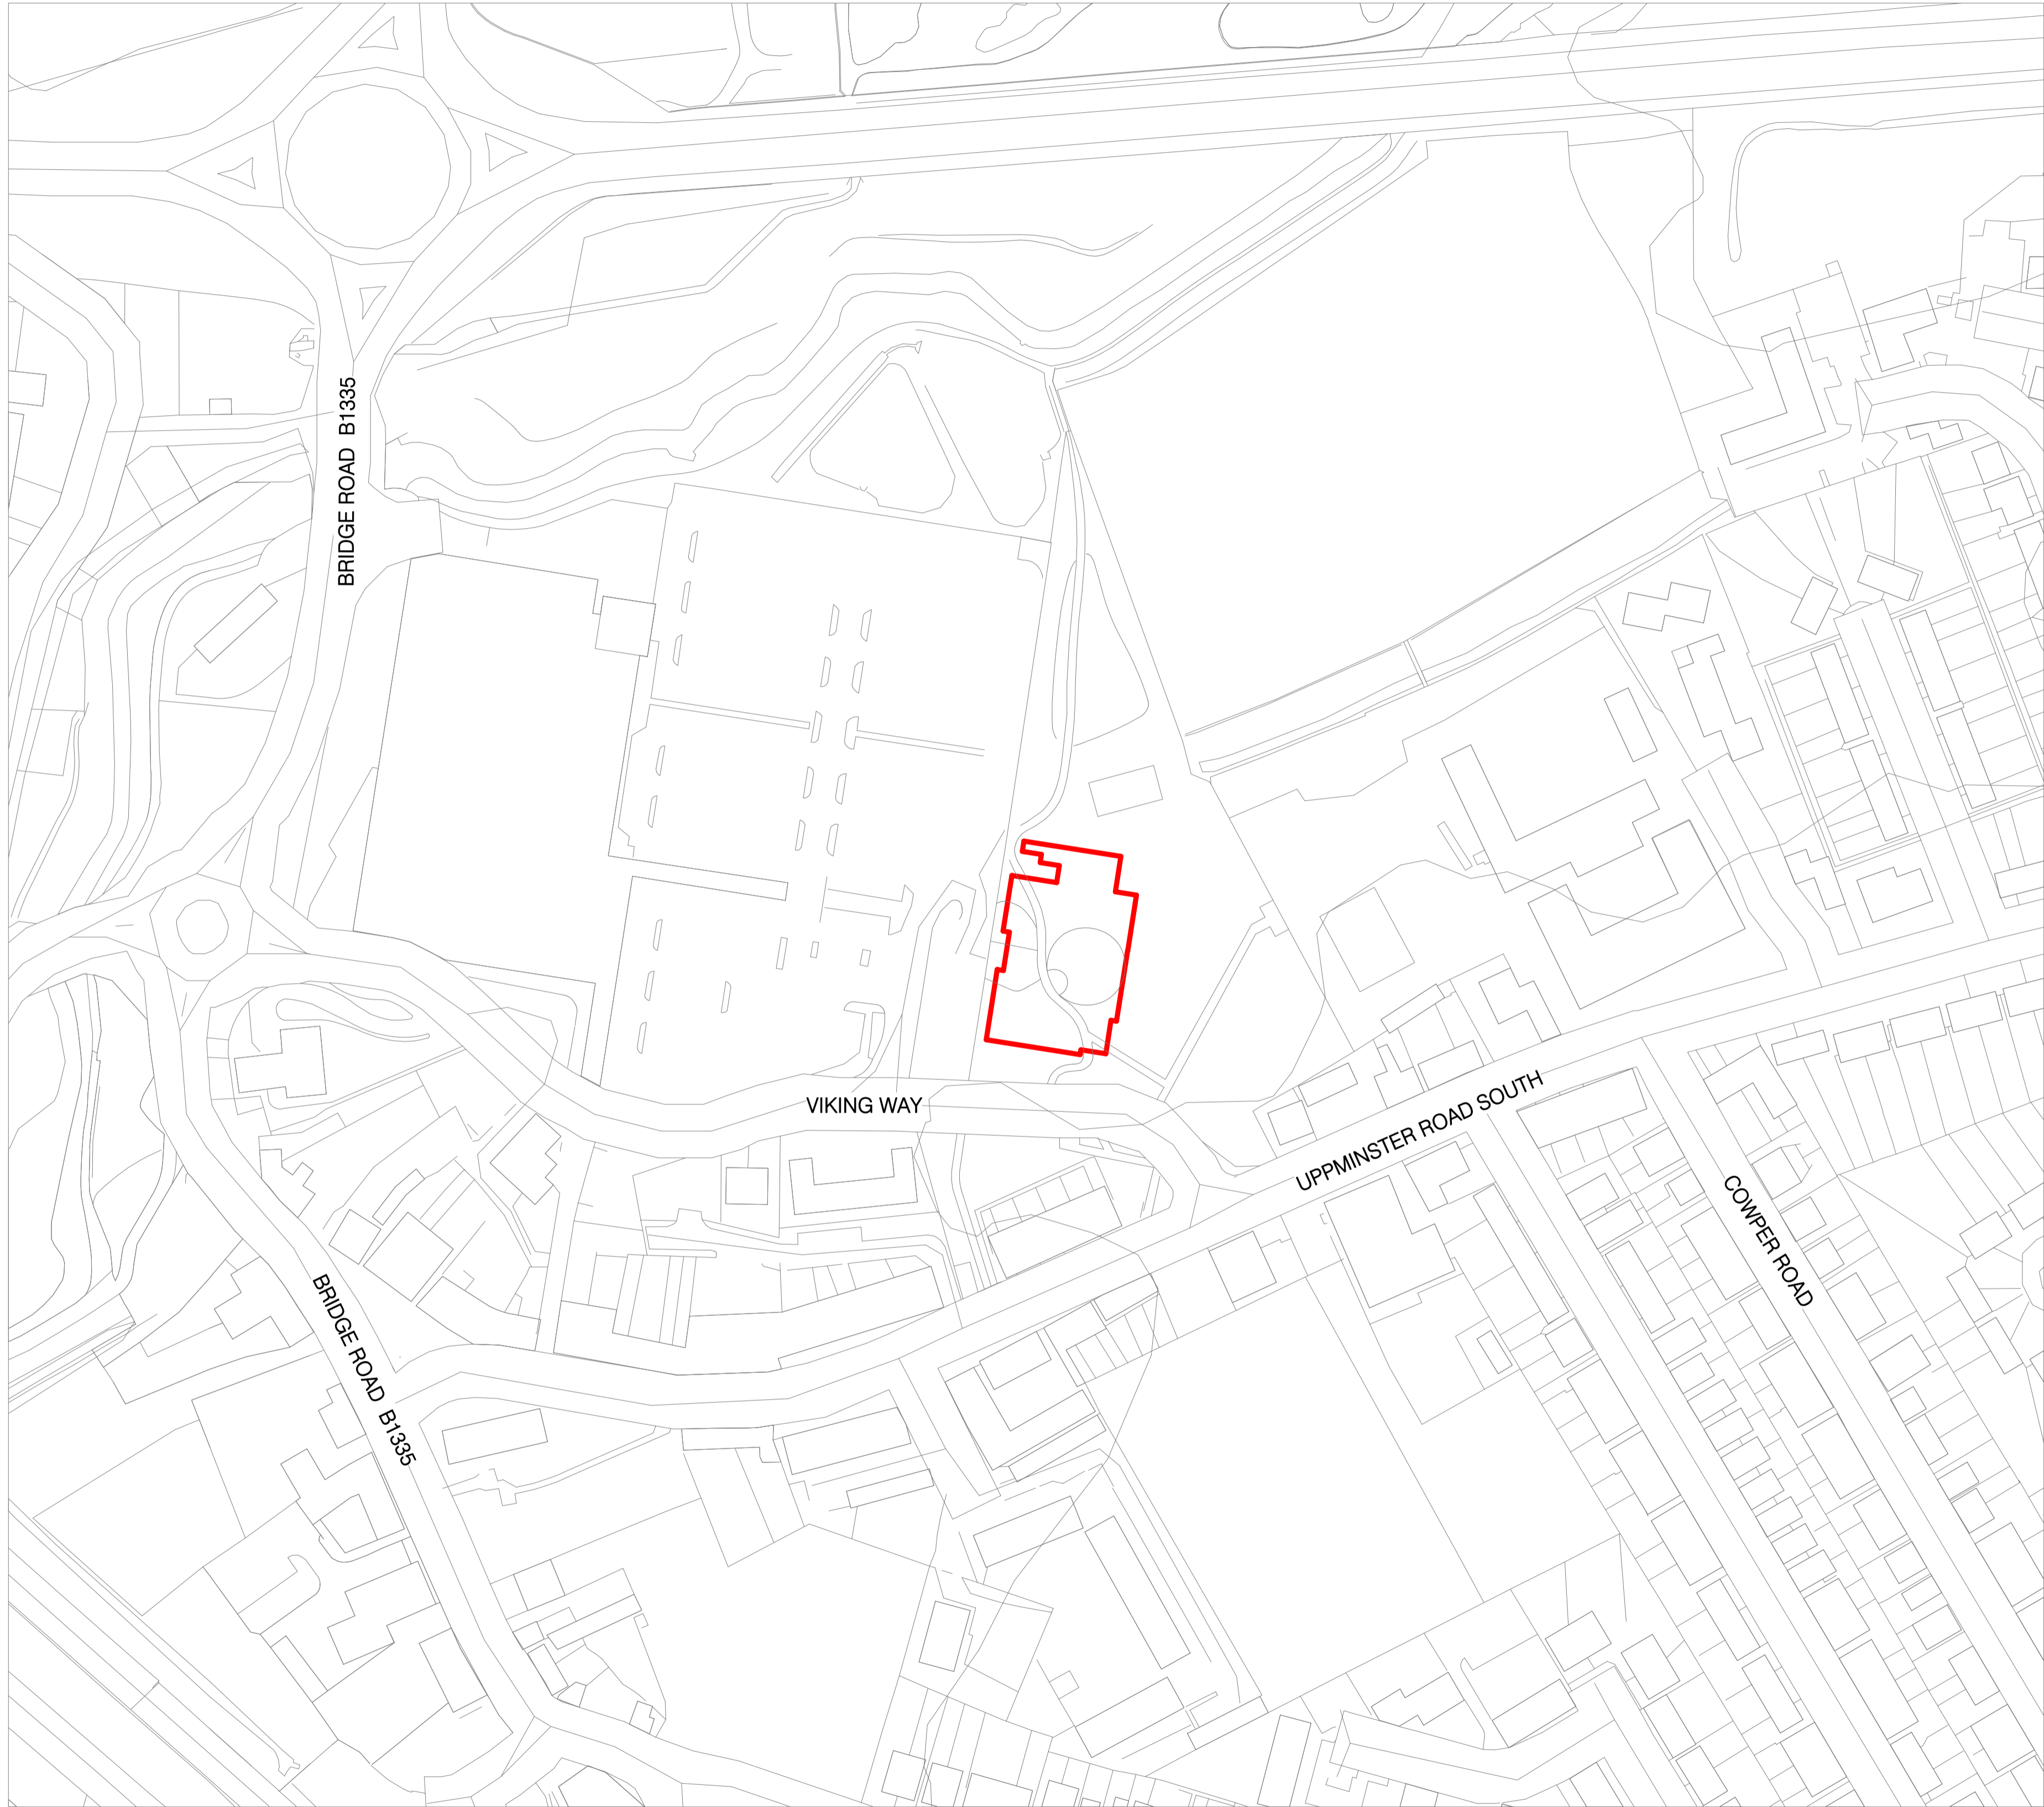 BRIDGE ROAD B1335
VIKING WAY
UPPMINSTER ROAD SOUTH
COWPER ROAD
BRIDGE ROAD B1335